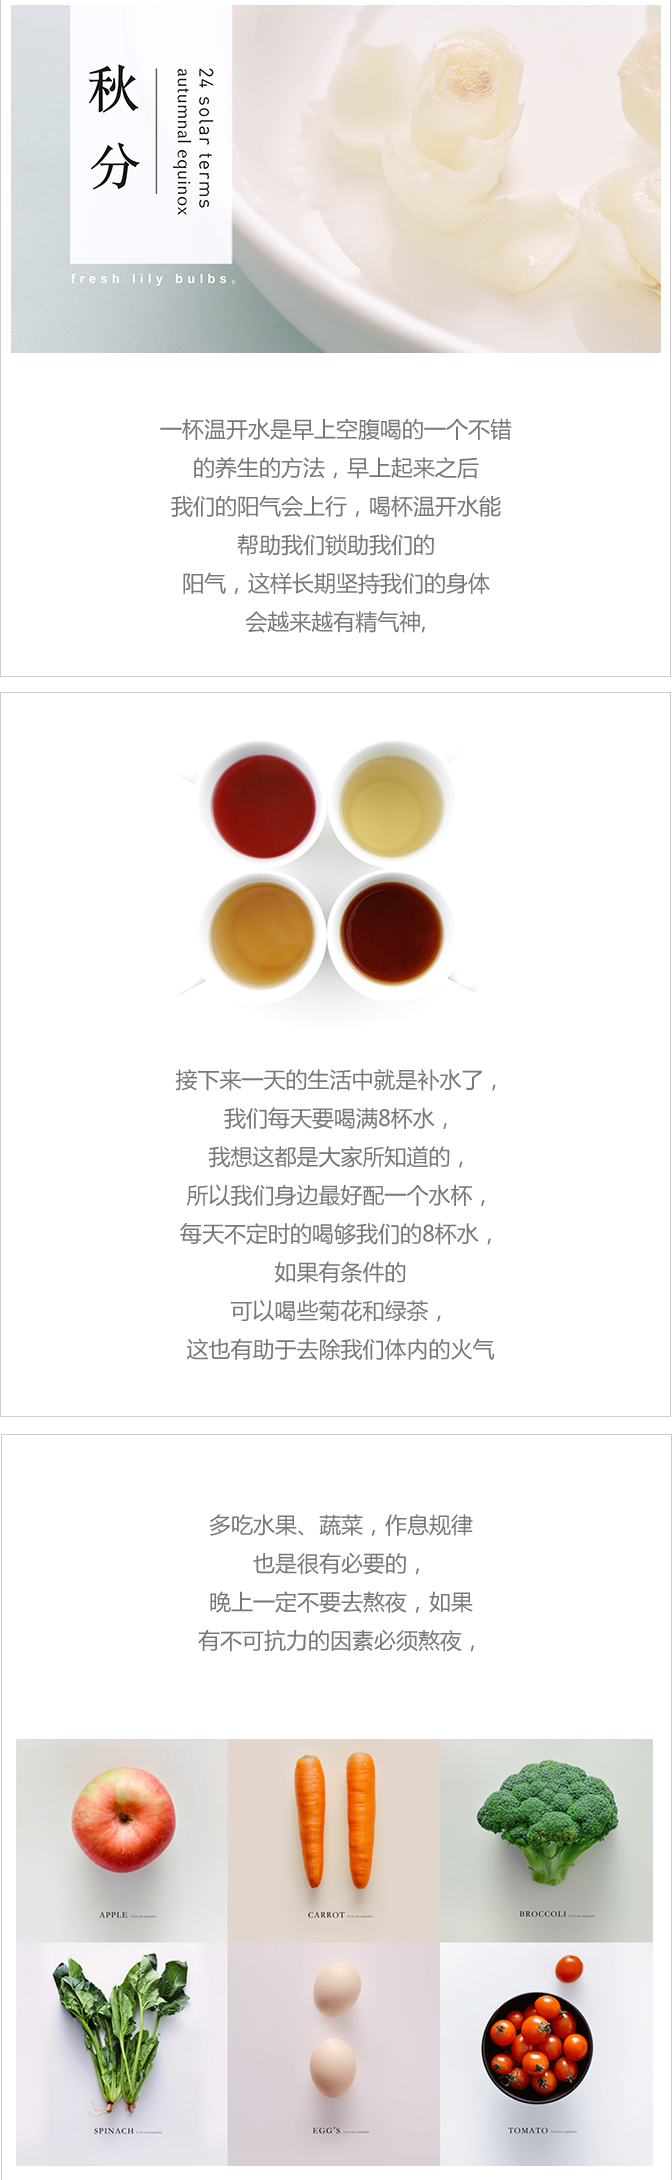 秋分
24 solar terms
autumnal equinox
fresh lily bulbs。
一杯温开水是早上空腹喝的一个不错
的养生的方法，早上起来之后
我们的阳气会上行，喝杯温开水能
帮助我们锁助我们的
阳气，这样长期坚持我们的身体
会越来越有精气神,
接下来一天的生活中就是补水了，
我们每天要喝满8杯水，
我想这都是大家所知道的，
所以我们身边最好配一个水杯，
每天不定时的喝够我们的8杯水，
如果有条件的
可以喝些菊花和绿茶，
这也有助于去除我们体内的火气
多吃水果、蔬菜，作息规律
也是很有必要的，
晚上一定不要去熬夜，如果
有不可抗力的因素必须熬夜，
APPLE
CARROT
BROCCOLI
SPINACH
EGG'S
TOMATO